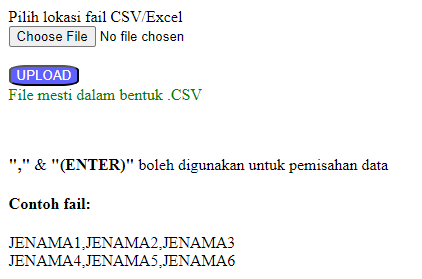 Pilih lokasi fail CSV/Excel
Choose File No file chosen
UPLOAD
File mesti dalam bentuk .CSV
"," & "(ENTER)" boleh digunakan untuk pemisahan data
Contoh fail:
JENAMA1,JENAMA2,JENAMA3
JENAMA4,JENAMA5,JENAMA6